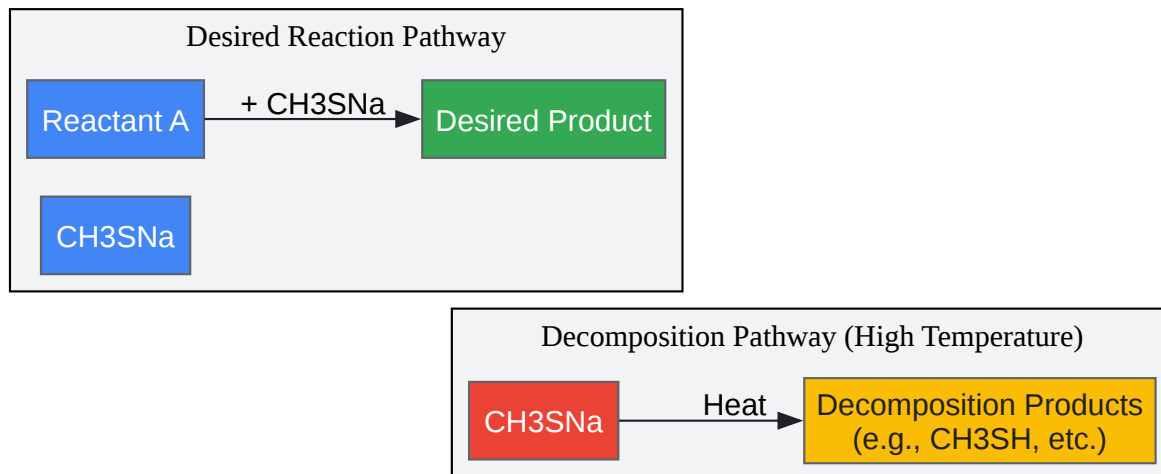 Desired Reaction Pathway
Reactant A
+ CH3SNa
Desired Product
CH3SNa
Decomposition Pathway (High Temperature)
CH3SNa
Heat
Decomposition Products
(e.g., CH3SH, etc.)